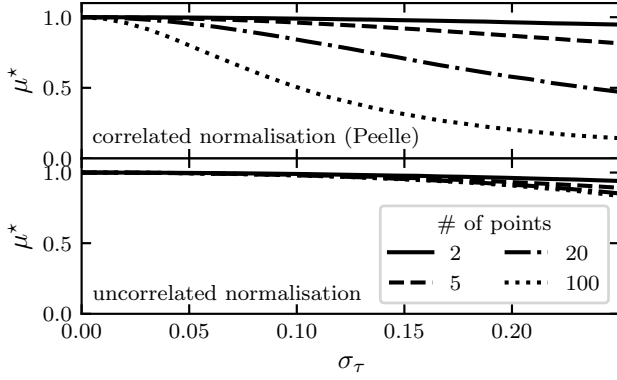 1.0
0.5
0.0
μ⋆
correlated normalisation (Peelle)
1.0
0.5
0.0
μ⋆
# of points
2
20
5
100
uncorrelated normalisation
0.00
0.05
0.10
0.15
0.20
στ